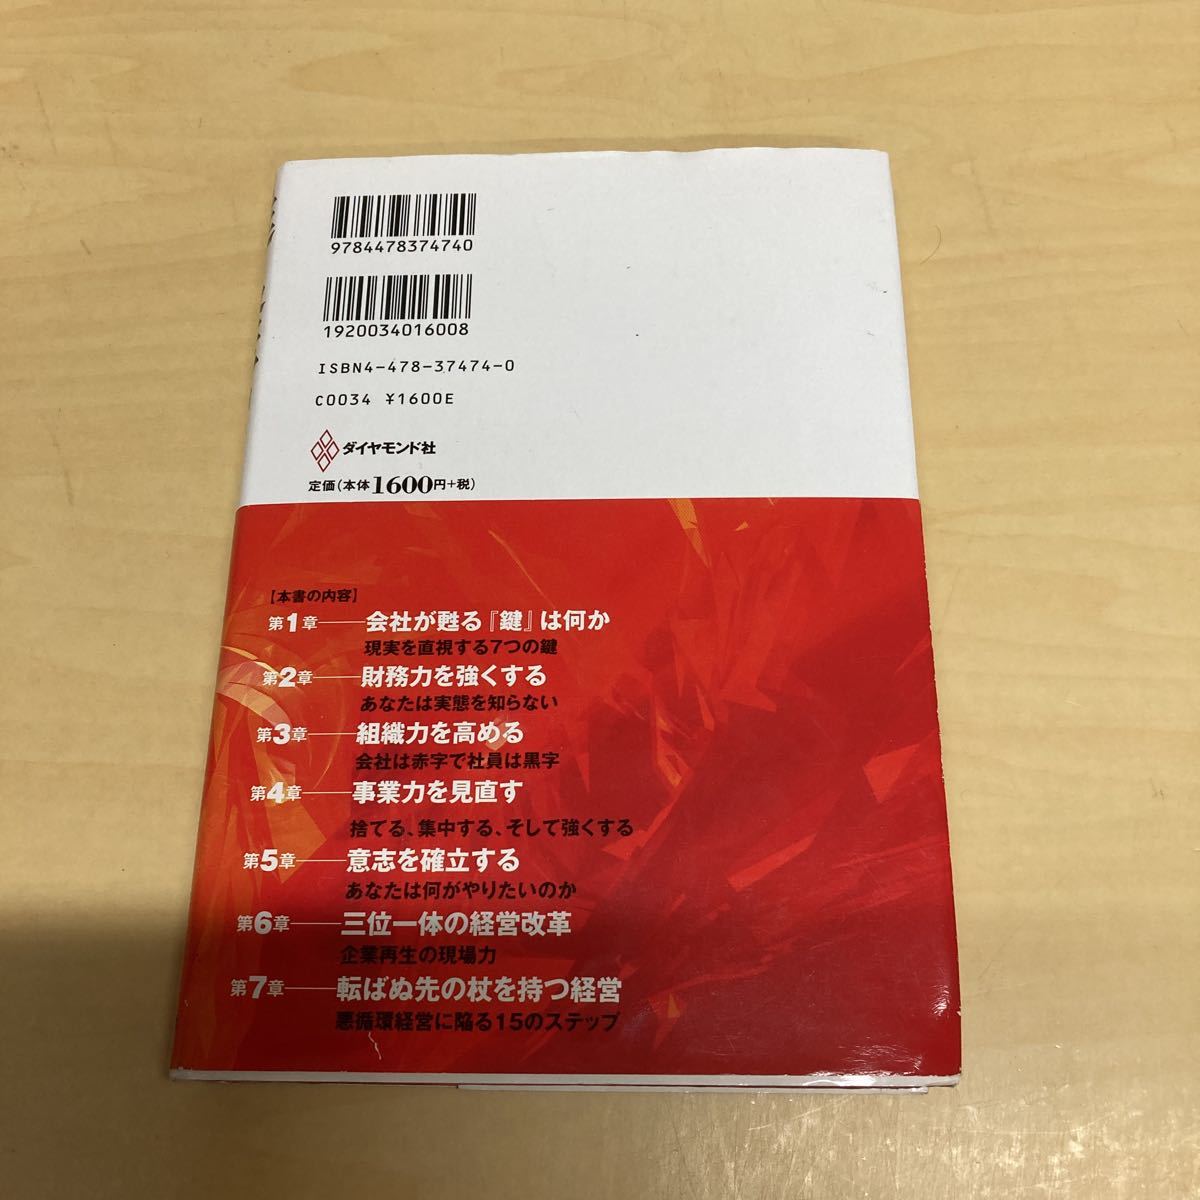 9784478374740
1920034016008
ISBN4-478-37474-0
C0034 ¥1600E
ダイヤモンド社
定価(本体1600円+税)
【本書の内容】
第1章――会社が甦る『鍵』は何か
現実を直視する7つの鍵
第2章――財務力を強くする
あなたは実態を知らない
第3章――組織力を高める
会社は赤字で社員は黒字
第4章――事業力を見直す
捨てる、集中する、そして強くする
第5章――意志を確立する
あなたは何がやりたいのか
第6章――三位一体の経営改革
企業再生の現場力
第7章――転ばぬ先の杖を持つ経営
悪循環経営に陥る15のステップ